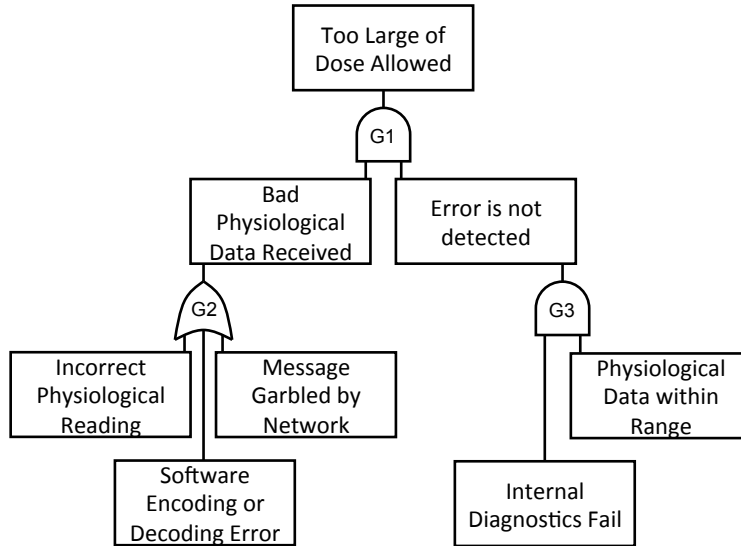 Too Large of
Dose Allowed
G1
Bad
Physiological
Data Received
Error is not
detected
G2
G3
Incorrect
Physiological
Reading
Message
Garbled by
Network
Physiological
Data within
Range
Software
Encoding or
Decoding Error
Internal
Diagnostics Fail